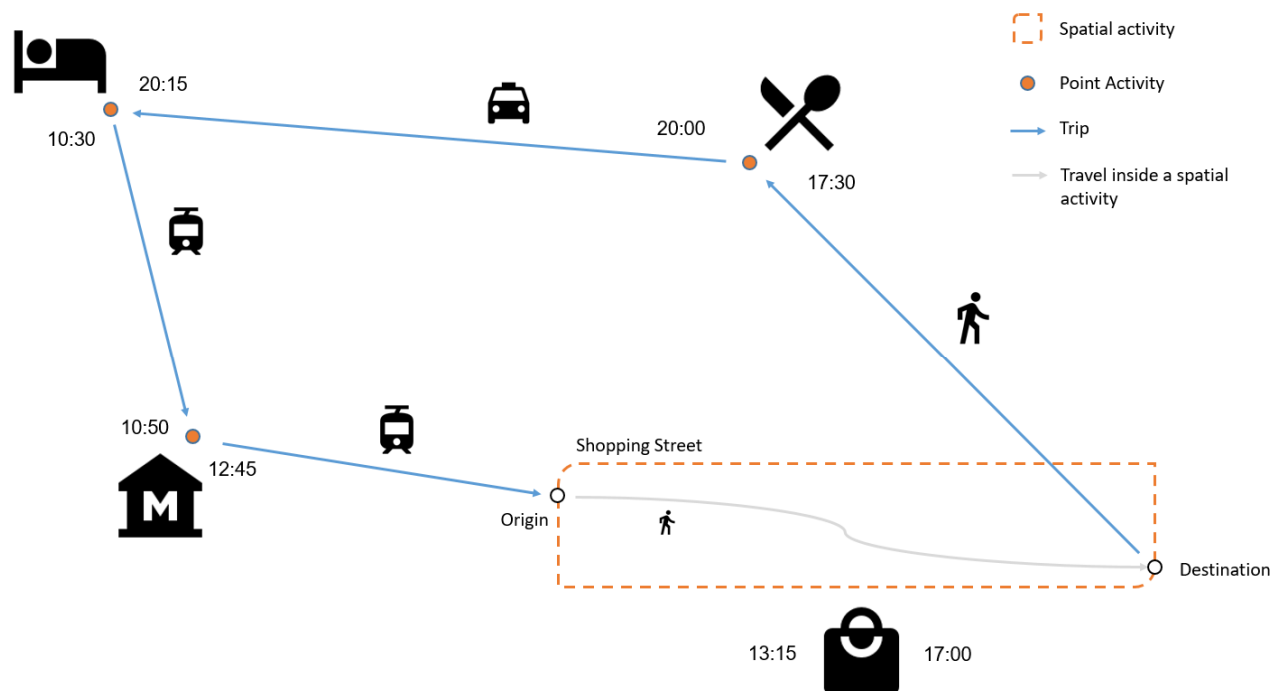 Spatial activity
20:15
Point Activity
20:00
Trip
10:30
17:30
Travel inside a spatial
activity
10:50
Shopping Street
12:45
M
Origin
Destination
13:15
17:00